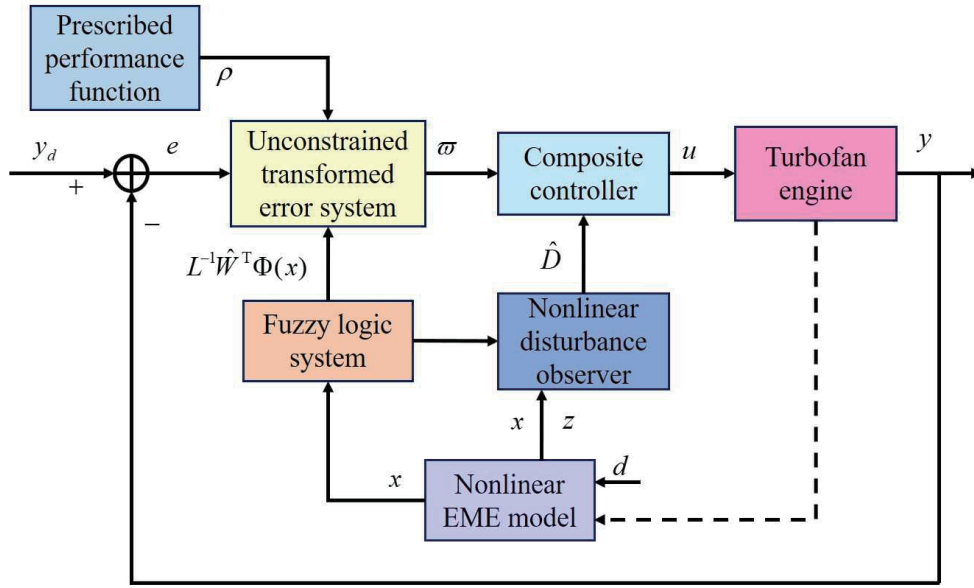 Prescribed
performance
function
ρ
y_d
+
−
e
Unconstrained
transformed
error system
ϖ
Composite
controller
u
Turbofan
engine
y
L⁻¹ŴᵀΦ(x)
D̂
Fuzzy logic
system
Nonlinear
disturbance
observer
x z
x
Nonlinear
EME model
d